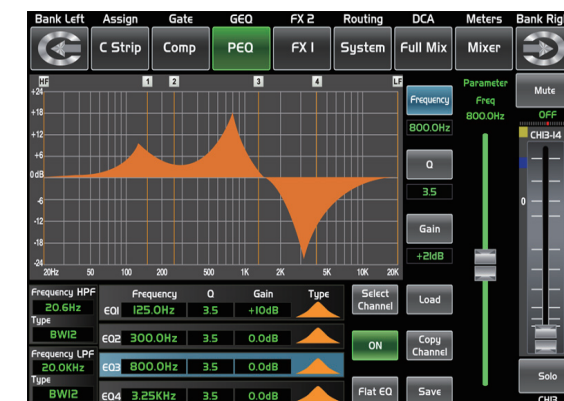 Bank Left Assign Gate GEQ FX 2 Routing DCA Meters Bank Rig
C Strip Comp PEQ FX I System Full Mix Mixer
HF 1 2 3 4 LF
+24
+18
+12
+6
0dB
-6
-12
-18
-24
20Hz 50 100 200 500 1K 2K 5K 10K 20K
Frequency
800.0Hz
Q
3.5
Gain
+21dB
Parameter
Freq
800.0Hz
Mute
OFF
CH13-14
0
Solo
CH13
Frequency HPF
20.6Hz
Type
BW12
Frequency LPF
20.0KHz
Type
BW12
Frequency Q Gain Type
EQ1 125.0Hz 3.5 +10dB
EQ2 300.0Hz 3.5 0.0dB
EQ3 800.0Hz 3.5 0.0dB
EQ4 3.25KHz 3.5 0.0dB
Select Channel
Load
ON
Copy Channel
Flat EQ
Save